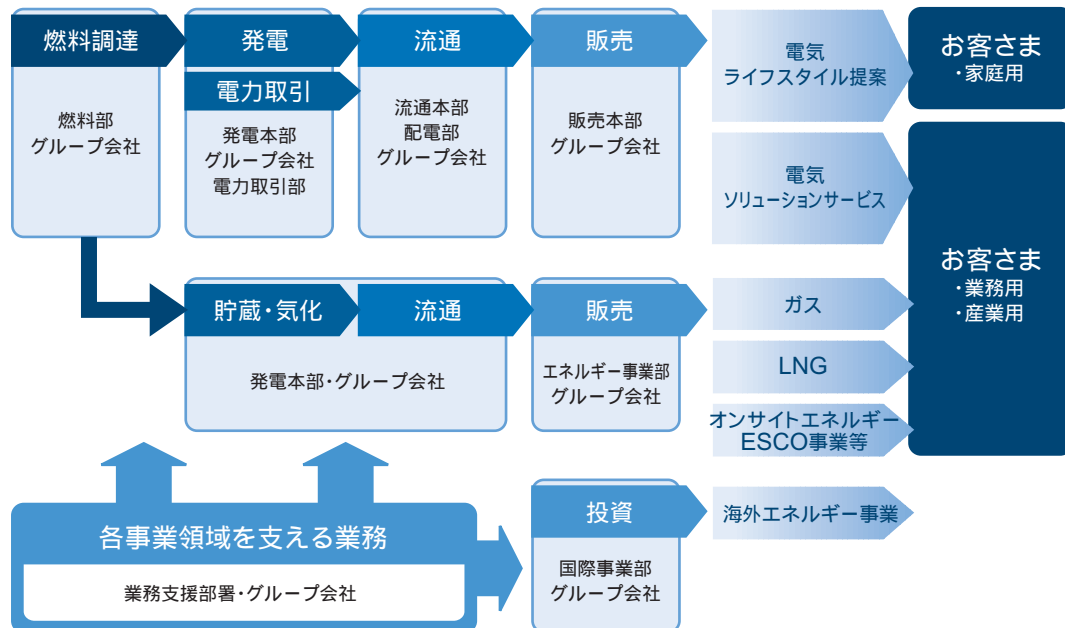 燃料調達
燃料部
グループ会社
発電
電力取引
発電本部
グループ会社
電力取引部
流通
流通本部
配電部
グループ会社
販売
販売本部
グループ会社
電気
ライフスタイル提案
お客さま
・家庭用
電気
ソリューションサービス
お客さま
・業務用
・産業用
貯蔵・気化
流通
発電本部・グループ会社
販売
エネルギー事業部
グループ会社
ガス
LNG
オンサイトエネルギー
ESCO事業等
各事業領域を支える業務
業務支援部署・グループ会社
投資
国際事業部
グループ会社
海外エネルギー事業